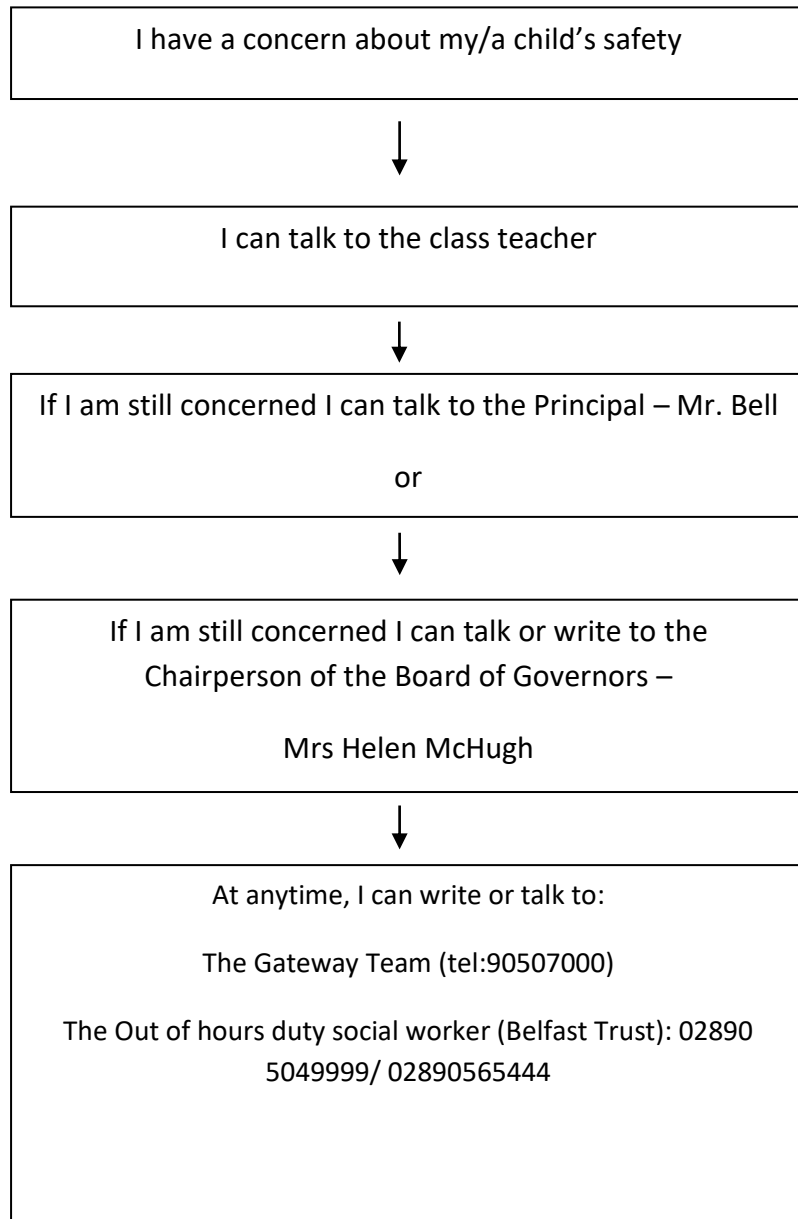 I have a concern about my/a child’s safety
I can talk to the class teacher
If I am still concerned I can talk to the Principal – Mr. Bell
or
If I am still concerned I can talk or write to the
Chairperson of the Board of Governors –
Mrs Helen McHugh
At anytime, I can write or talk to:
The Gateway Team (tel:90507000)
The Out of hours duty social worker (Belfast Trust): 02890
5049999/ 02890565444